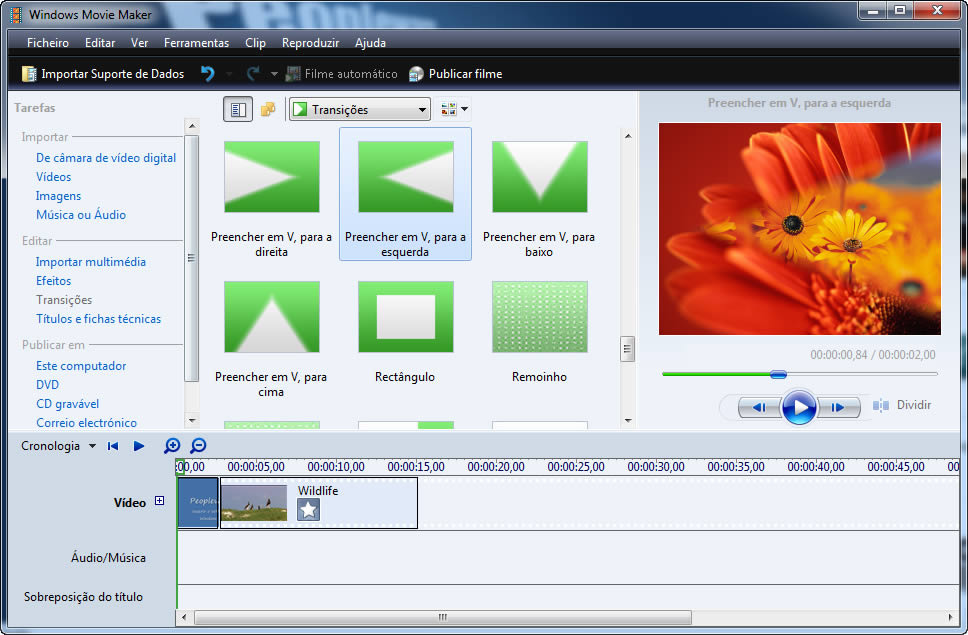 Windows Movie Maker
Ficheiro Editar Ver Ferramentas Clip Reproduzir Ajuda
Importar Suporte de Dados Filme automático Publicar filme
Tarefas
Importar
De câmara de vídeo digital
Vídeos
Imagens
Música ou Áudio
Editar
Importar multimédia
Efeitos
Transições
Títulos e fichas técnicas
Publicar em
Este computador
DVD
CD gravável
Correio electrónico
Transições
Preencher em V, para a
direita
Preencher em V, para a
esquerda
Preencher em V, para
baixo
Preencher em V, para
cima
Rectângulo
Remoinho
Preencher em V, para a esquerda
00:00:00,84 / 00:00:02,00
Dividir
Cronologia
:00,00 00:00:05,00 00:00:10,00 00:00:15,00 00:00:20,00 00:00:25,00 00:00:30,00 00:00:35,00 00:00:40,00 00:00:45,00 00
Vídeo
Wildlife
Áudio/Música
Sobreposição do título